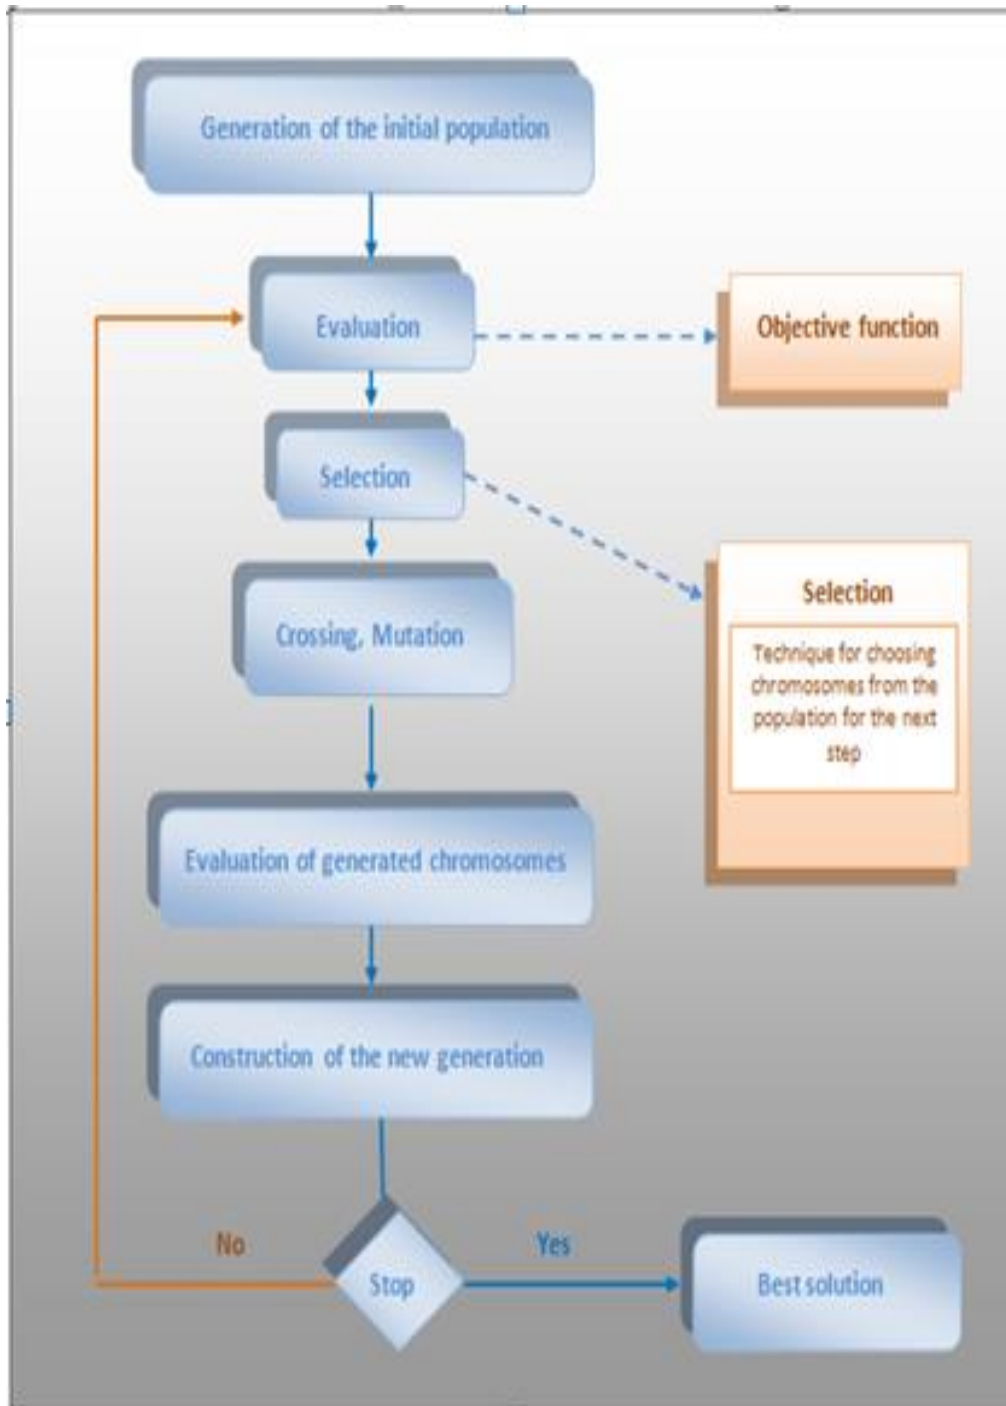 Generation of the initial population
Evaluation
Objective function
Selection
Selection
Technique for choosing
chromosomes from the
population for the next
step
Crossing, Mutation
Evaluation of generated chromosomes
Construction of the new generation
No
Yes
Stop
Best solution